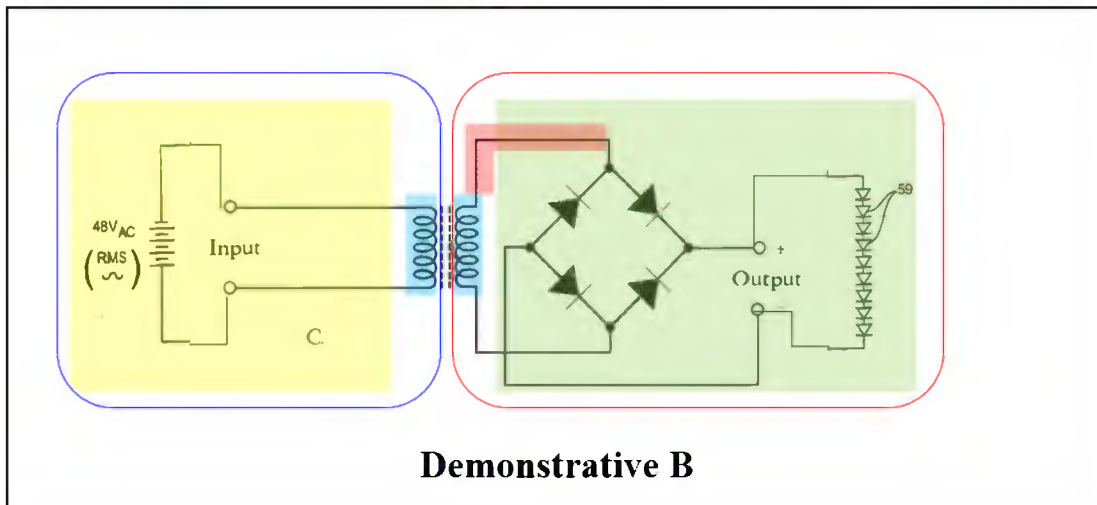 48VAC
(RMS
~)
Input
C.
+
Output
59
Demonstrative B